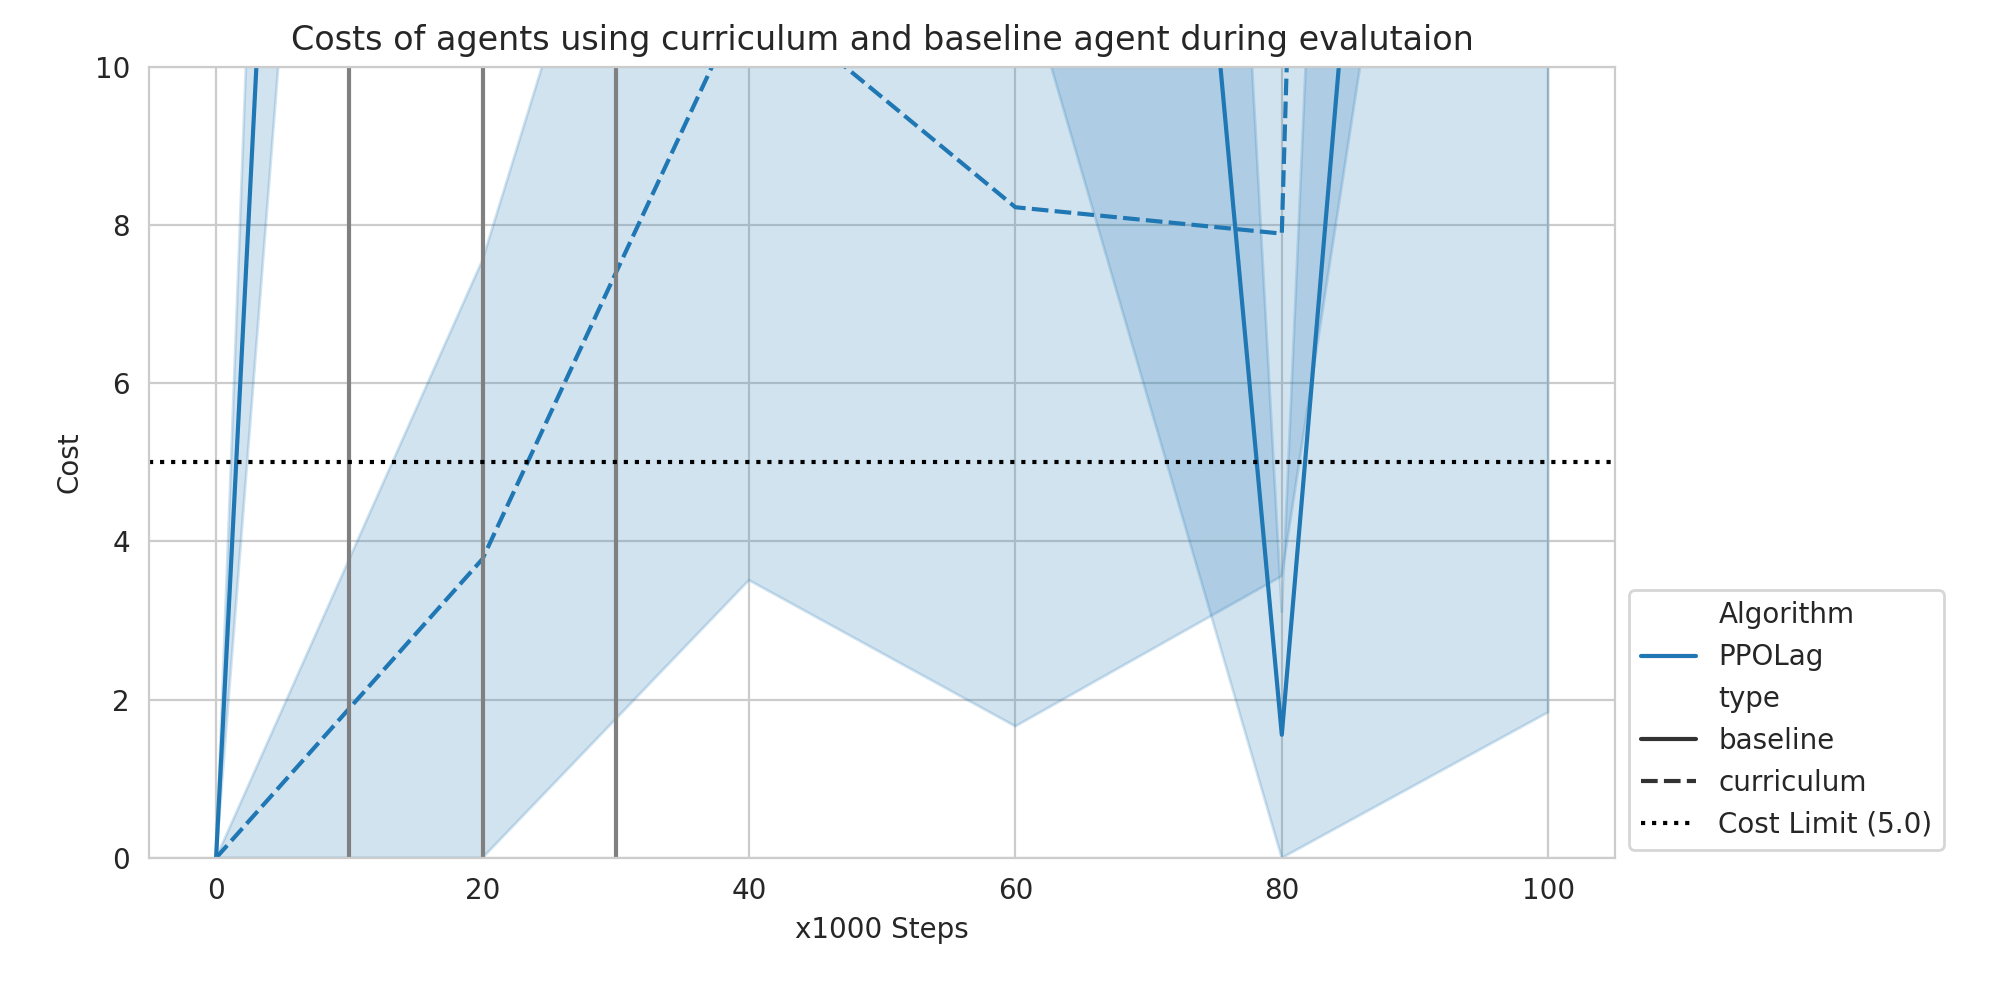 Costs of agents using curriculum and baseline agent during evalutaion
10
8
6
4
2
0
Cost
0 20 40 60 80 100
x1000 Steps
Algorithm
PPOLag
type
baseline
curriculum
Cost Limit (5.0)